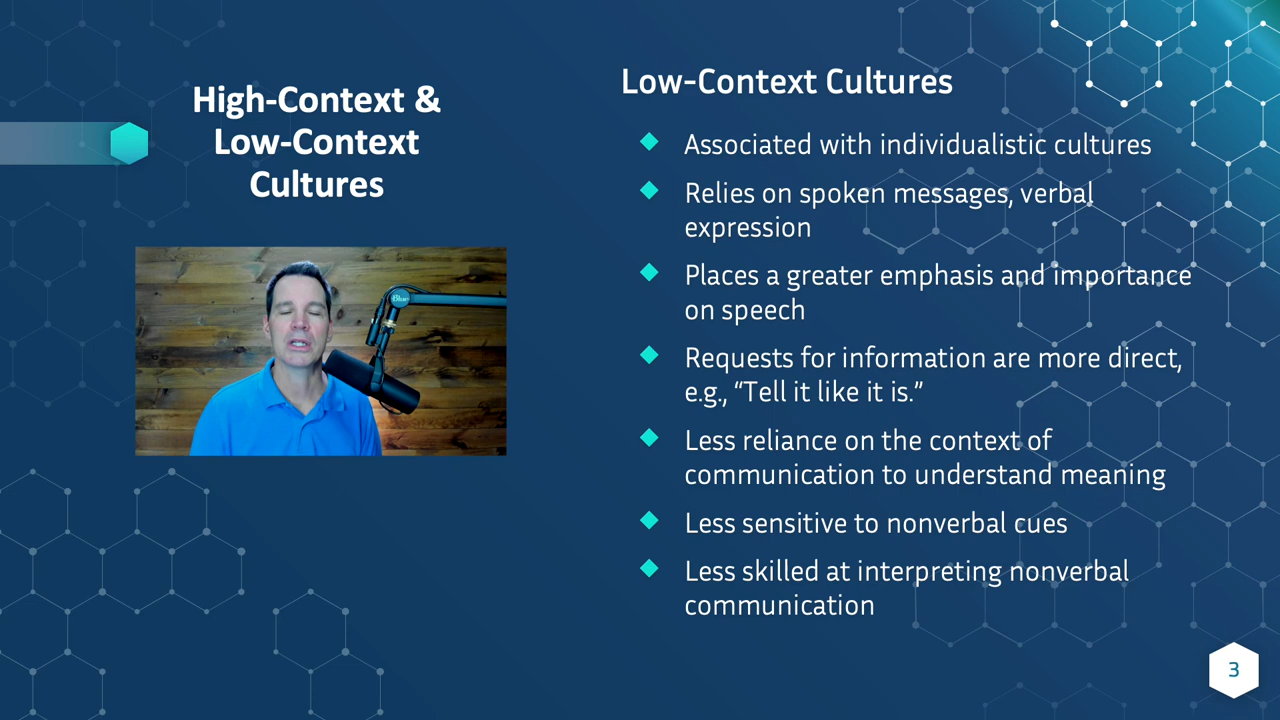 High-Context &
Low-Context
Cultures
Blue
Low-Context Cultures
Associated with individualistic cultures
Relies on spoken messages, verbal
expression
Places a greater emphasis and importance
on speech
Requests for information are more direct,
e.g., “Tell it like it is.”
Less reliance on the context of
communication to understand meaning
Less sensitive to nonverbal cues
Less skilled at interpreting nonverbal
communication
3